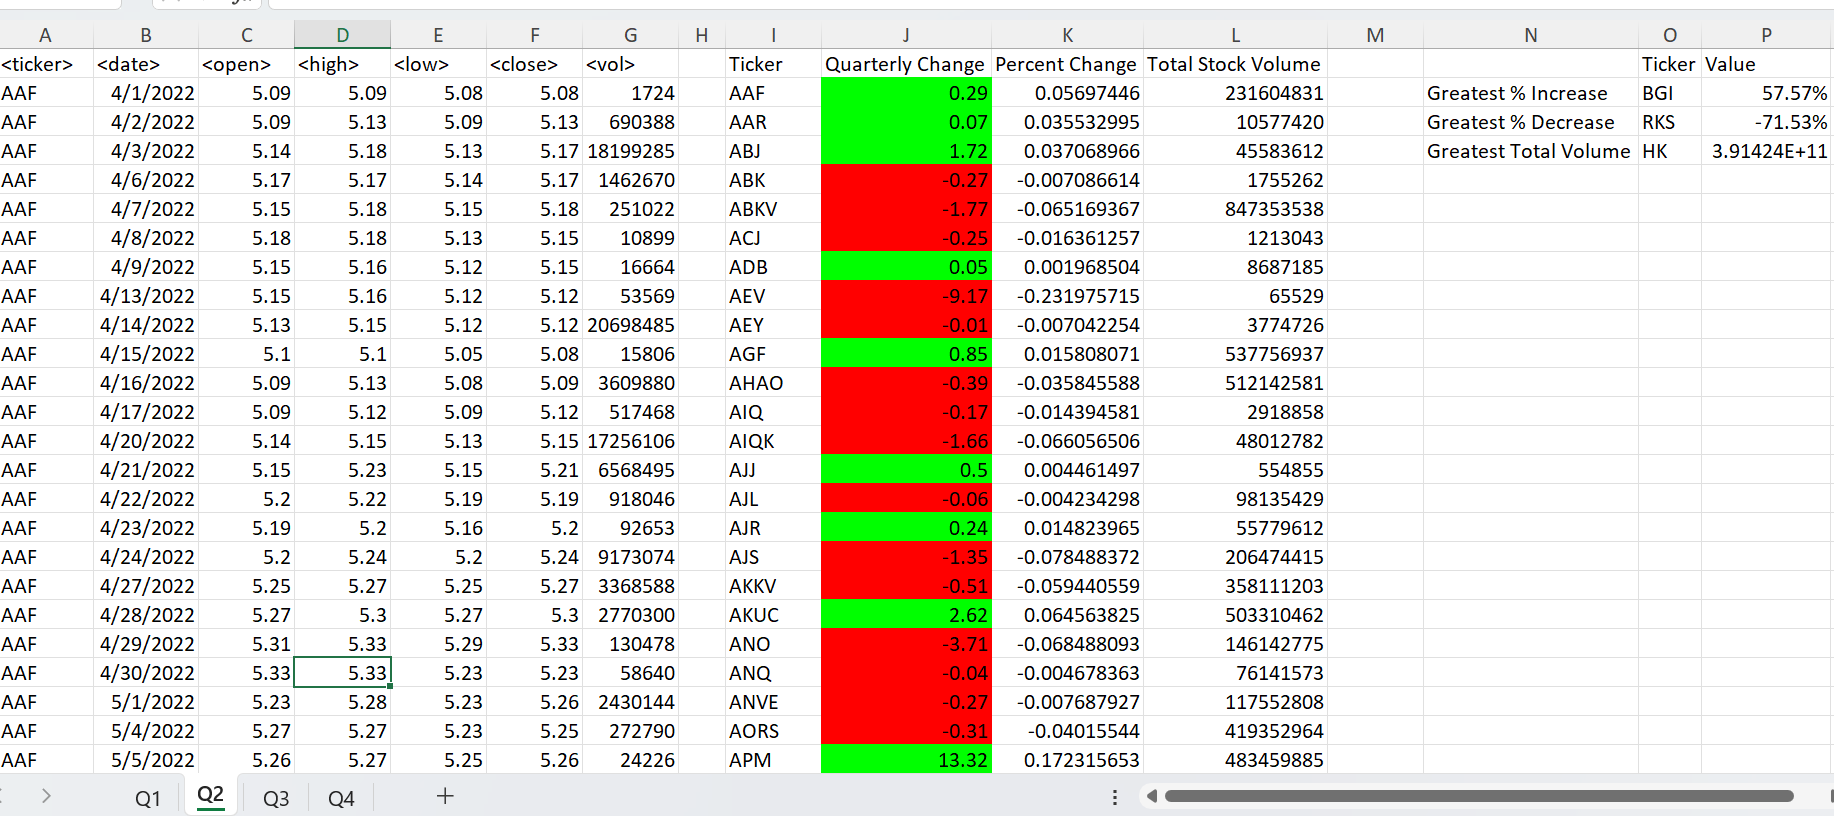 A B C D E F G H I J K L M N O P
<ticker> <date> <open> <high> <low> <close> <vol> Ticker Quarterly Change Percent Change Total Stock Volume Ticker Value
AAF 4/1/2022 5.09 5.09 5.08 5.08 1724 AAF 0.29 0.05697446 231604831 Greatest % Increase BGI 57.57%
AAF 4/2/2022 5.09 5.13 5.09 5.13 690388 AAR 0.07 0.035532995 10577420 Greatest % Decrease RKS -71.53%
AAF 4/3/2022 5.14 5.18 5.13 5.17 18199285 ABJ 1.72 0.037068966 45583612 Greatest Total Volume HK 3.91424E+11
AAF 4/6/2022 5.17 5.17 5.14 5.17 1462670 ABK -0.27 -0.007086614 1755262
AAF 4/7/2022 5.15 5.18 5.15 5.18 251022 ABKV -1.77 -0.065169367 847353538
AAF 4/8/2022 5.18 5.18 5.13 5.15 10899 ACJ -0.25 -0.016361257 1213043
AAF 4/9/2022 5.15 5.16 5.12 5.15 16664 ADB 0.05 0.001968504 8687185
AAF 4/13/2022 5.15 5.16 5.12 5.12 53569 AEV -9.17 -0.231975715 65529
AAF 4/14/2022 5.13 5.15 5.12 5.12 20698485 AEY -0.01 -0.007042254 3774726
AAF 4/15/2022 5.1 5.1 5.05 5.08 15806 AGF 0.85 0.015808071 537756937
AAF 4/16/2022 5.09 5.13 5.08 5.09 3609880 AHAO -0.39 -0.035845588 512142581
AAF 4/17/2022 5.09 5.12 5.09 5.12 517468 AIQ -0.17 -0.014394581 2918858
AAF 4/20/2022 5.14 5.15 5.13 5.15 17256106 AIQK -1.66 -0.066056506 48012782
AAF 4/21/2022 5.15 5.23 5.15 5.21 6568495 AJJ 0.5 0.004461497 554855
AAF 4/22/2022 5.2 5.22 5.19 5.19 918046 AJL -0.06 -0.004234298 98135429
AAF 4/23/2022 5.19 5.2 5.16 5.2 92653 AJR 0.24 0.014823965 55779612
AAF 4/24/2022 5.2 5.24 5.2 5.24 9173074 AJS -1.35 -0.078488372 206474415
AAF 4/27/2022 5.25 5.27 5.25 5.27 3368588 AKKV -0.51 -0.059440559 358111203
AAF 4/28/2022 5.27 5.3 5.27 5.3 2770300 AKUC 2.62 0.064563825 503310462
AAF 4/29/2022 5.31 5.33 5.29 5.33 130478 ANO -3.71 -0.068488093 146142775
AAF 4/30/2022 5.33 5.33 5.23 5.23 58640 ANQ -0.04 -0.004678363 76141573
AAF 5/1/2022 5.23 5.28 5.23 5.26 2430144 ANVE -0.27 -0.007687927 117552808
AAF 5/4/2022 5.27 5.27 5.23 5.25 272790 AORS -0.31 -0.04015544 419352964
AAF 5/5/2022 5.26 5.27 5.25 5.26 24226 APM 13.32 0.172315653 483459885
Q1 Q2 Q3 Q4